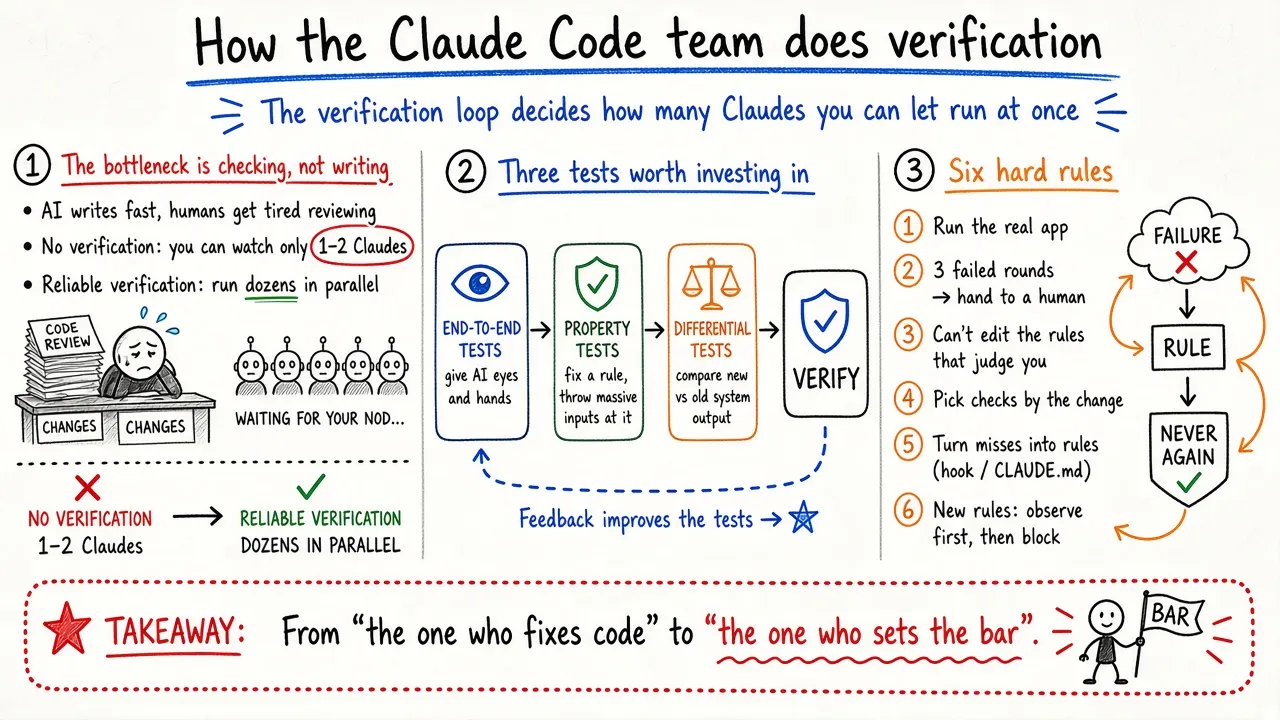 How the Claude Code team does verification
The verification loop decides how many Claudes you can let run at once
1 The bottleneck is checking, not writing
• AI writes fast, humans get tired reviewing
• No verification: you can watch only 1–2 Claudes
• Reliable verification: run dozens in parallel
CODE
REVIEW
CHANGES
CHANGES
WAITING FOR YOUR NOD...
NO VERIFICATION
1–2 Claudes
RELIABLE VERIFICATION
DOZENS IN PARALLEL
2 Three tests worth investing in
END-TO-END
TESTS
give AI eyes
and hands
PROPERTY
TESTS
fix a rule,
throw massive
inputs at it
DIFFERENTIAL
TESTS
compare new
vs old system
output
VERIFY
Feedback improves the tests →
3 Six hard rules
1 Run the real app
2 3 failed rounds
→ hand to a human
3 Can't edit the rules
that judge you
4 Pick checks by the change
5 Turn misses into rules
(hook / CLAUDE.md)
6 New rules: observe
first, then block
FAILURE
RULE
NEVER
AGAIN
TAKEAWAY: From “the one who fixes code” to “the one who sets the bar”.
BAR